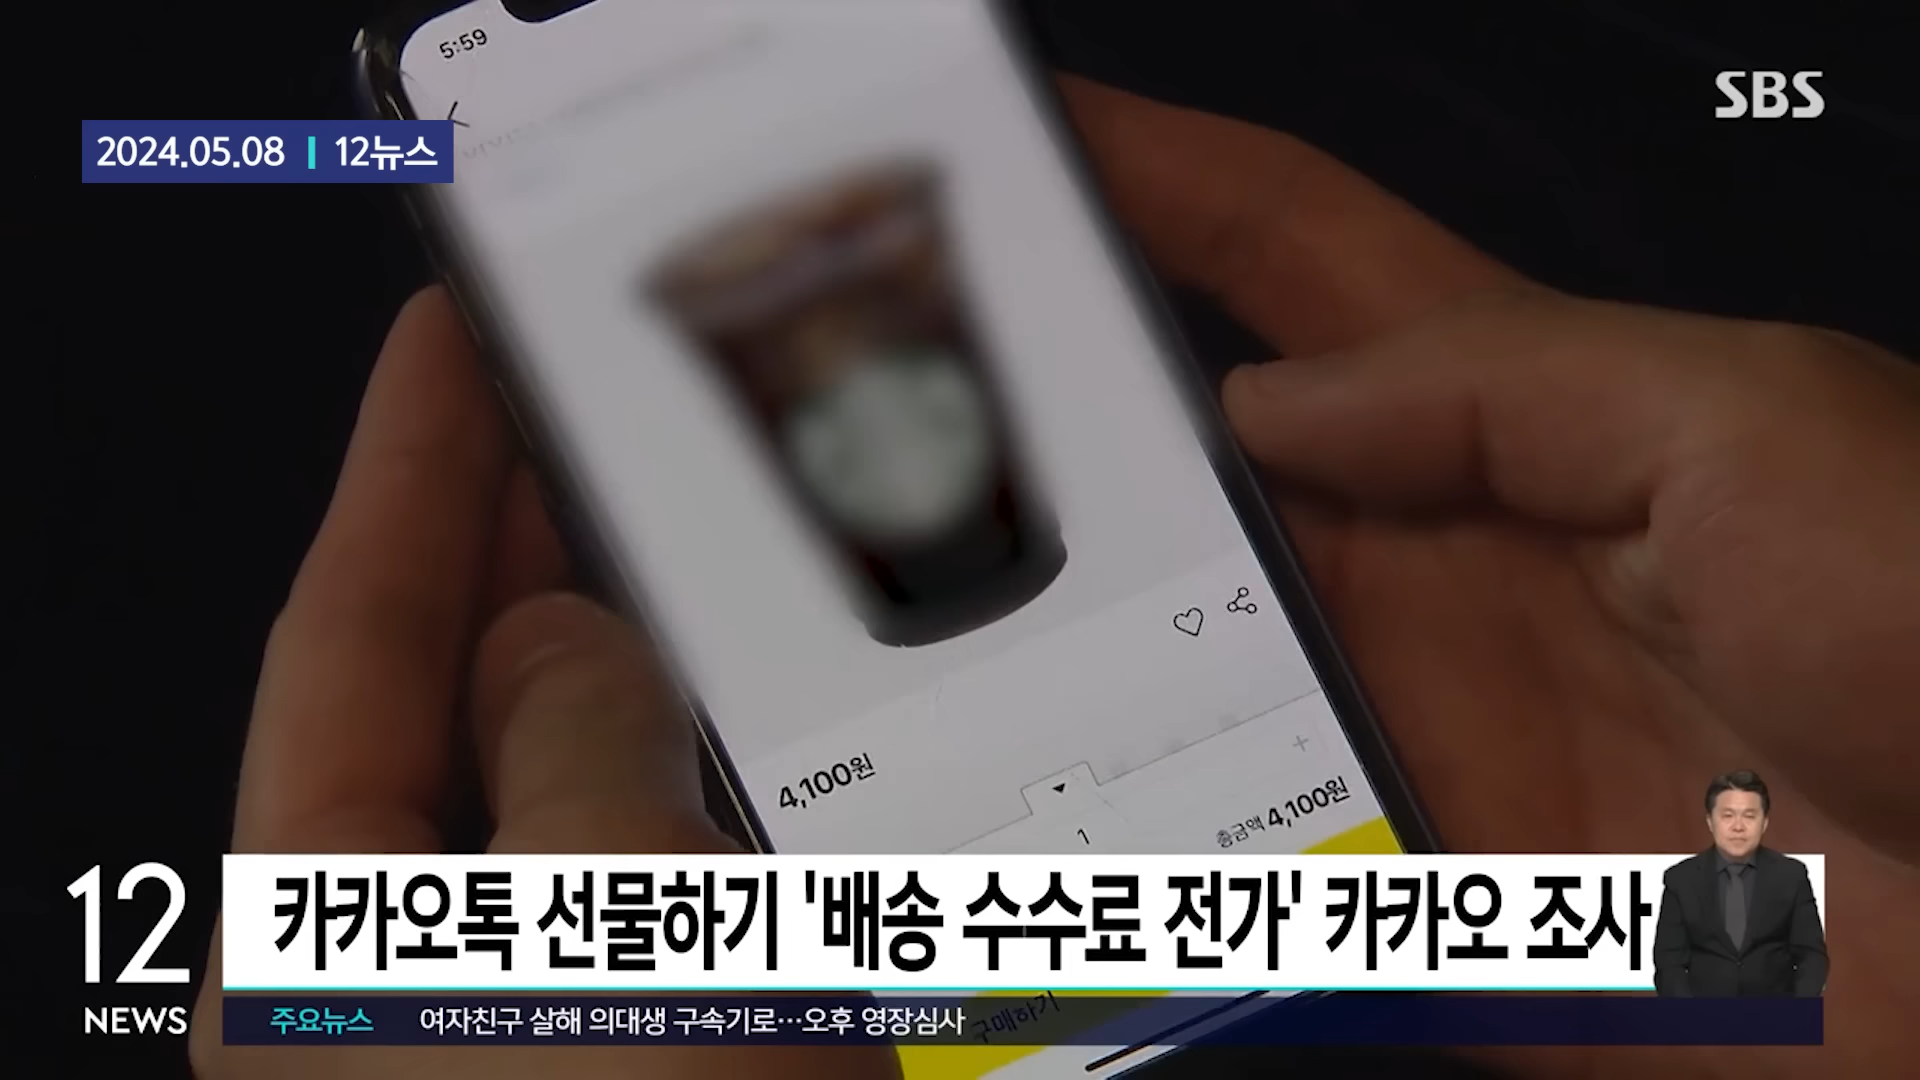 5:59
SBS
2024.05.08 | 12뉴스
4,100원
1
총금액 4,100원
12
NEWS
카카오톡 선물하기 '배송 수수료 전가' 카카오 조사
주요뉴스 여자친구 살해 의대생 구속기로…오후 영장심사
구매하기